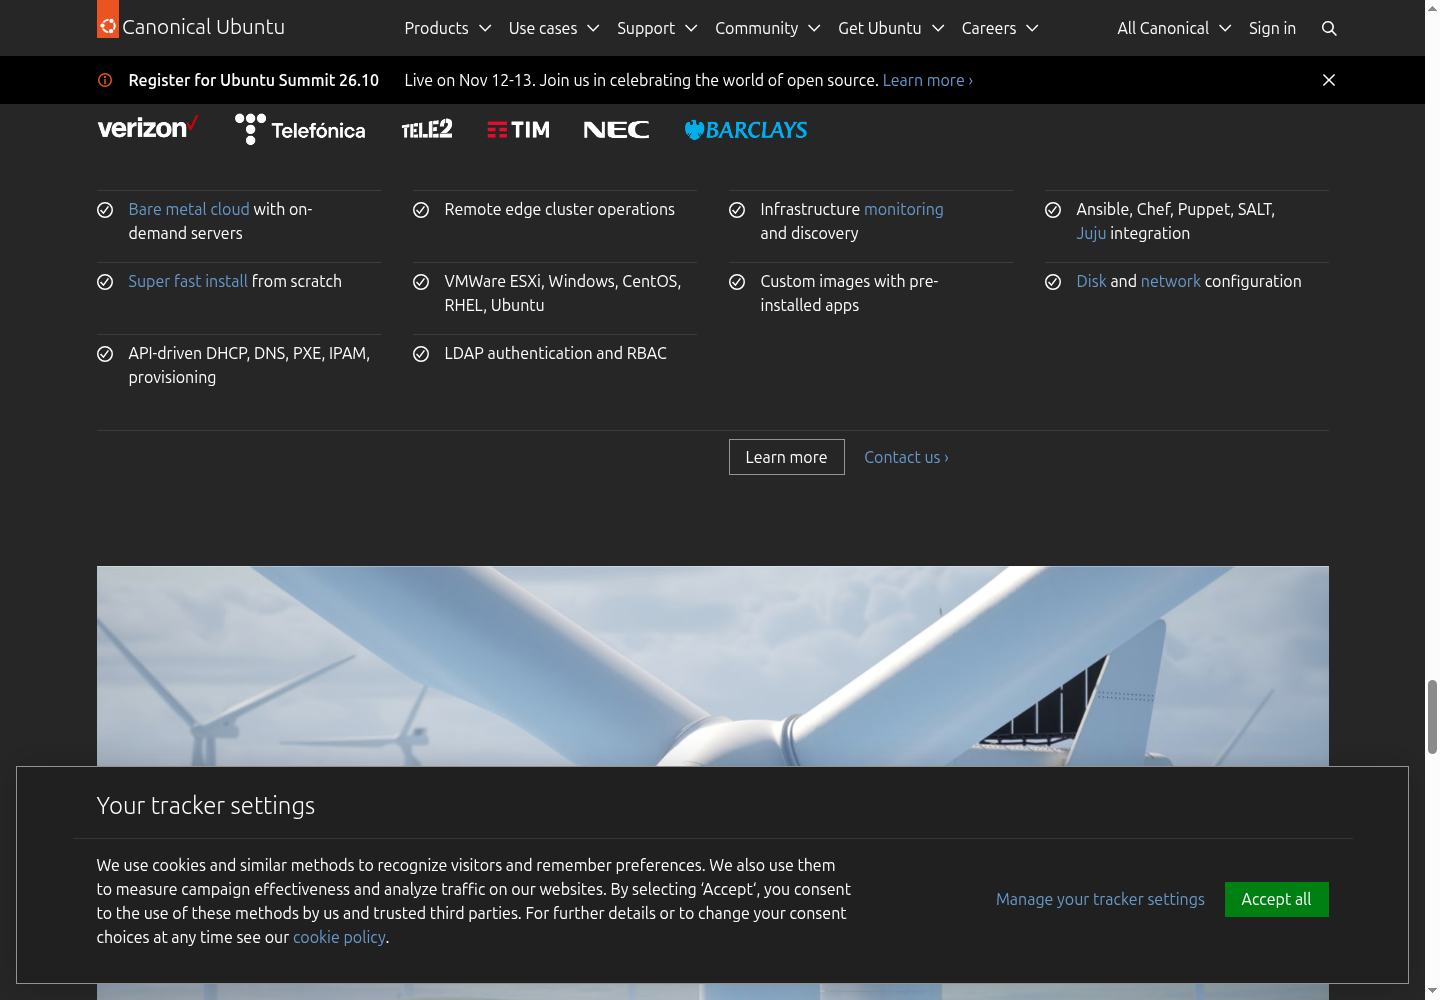 Canonical Ubuntu
Products
Use cases
Support
Community
Get Ubuntu
Careers
All Canonical
Sign in
Register for Ubuntu Summit 26.10
Live on Nov 12-13. Join us in celebrating the world of open source. Learn more ›
verizon
Telefónica
TELE2
TIM
NEC
BARCLAYS
Bare metal cloud with on-
demand servers
Remote edge cluster operations
Infrastructure monitoring
and discovery
Ansible, Chef, Puppet, SALT,
Juju integration
Super fast install from scratch
VMWare ESXi, Windows, CentOS,
RHEL, Ubuntu
Custom images with pre-
installed apps
Disk and network configuration
API-driven DHCP, DNS, PXE, IPAM,
provisioning
LDAP authentication and RBAC
Learn more
Contact us ›
Your tracker settings
We use cookies and similar methods to recognize visitors and remember preferences. We also use them
to measure campaign effectiveness and analyze traffic on our websites. By selecting ‘Accept‘, you consent
to the use of these methods by us and trusted third parties. For further details or to change your consent
choices at any time see our cookie policy.
Manage your tracker settings
Accept all